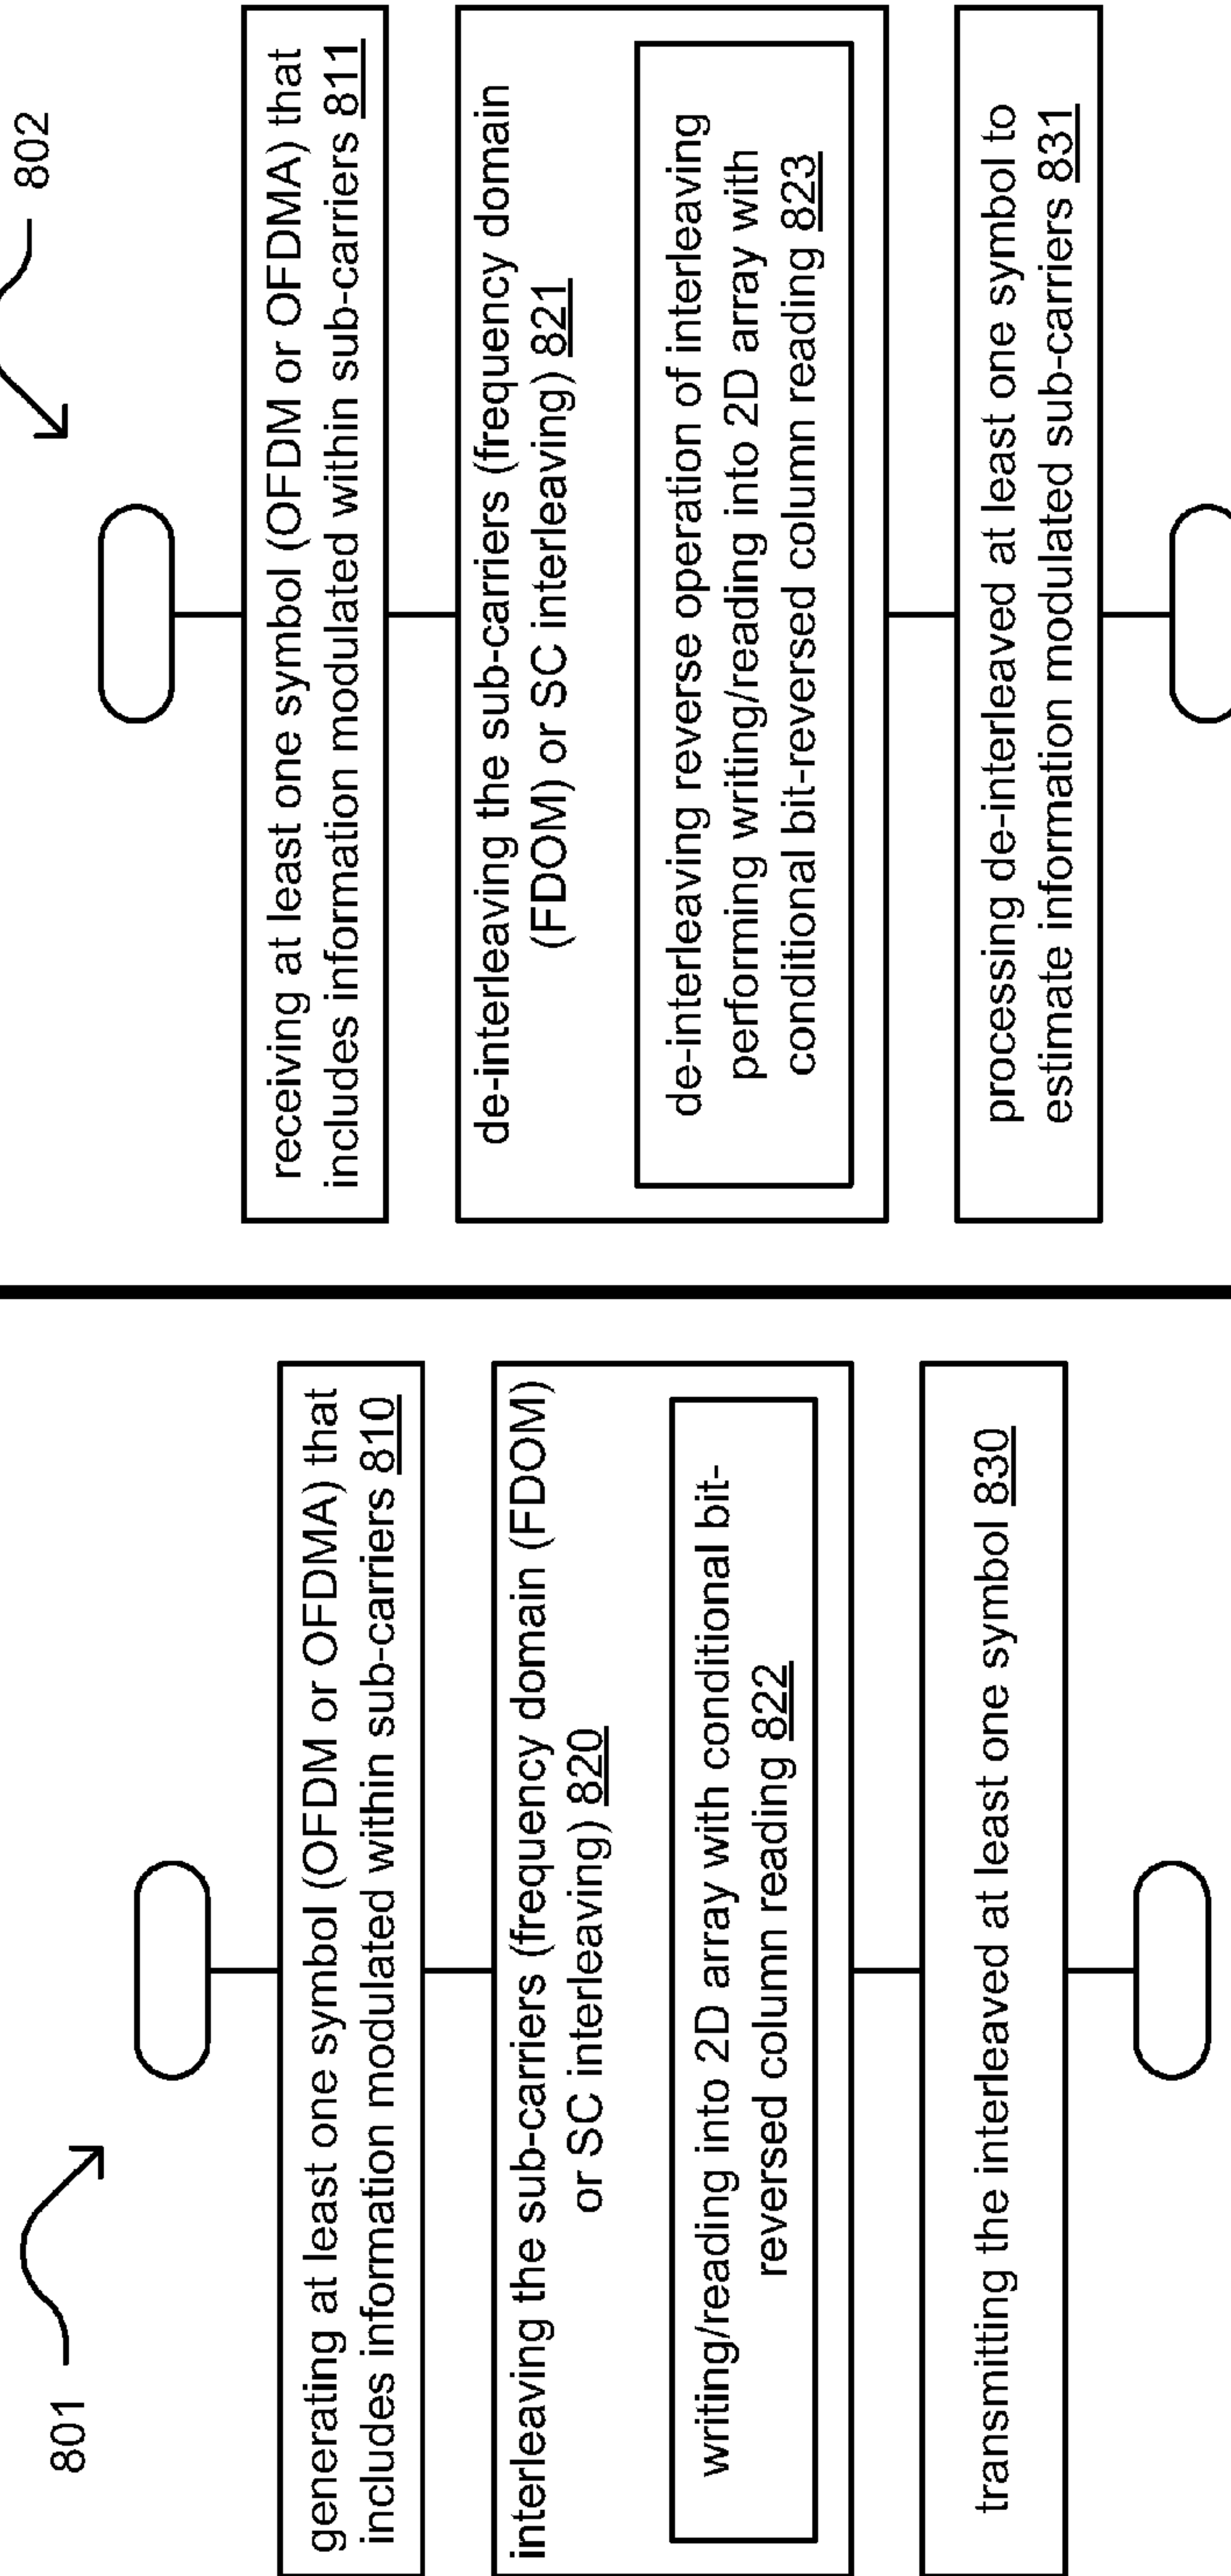 801
generating at least one symbol (OFDM or OFDMA) that
includes information modulated within sub-carriers 810
interleaving the sub-carriers (frequency domain (FDOM)
or SC interleaving) 820
writing/reading into 2D array with conditional bit-
reversed column reading 822
transmitting the interleaved at least one symbol 830
802
receiving at least one symbol (OFDM or OFDMA) that
includes information modulated within sub-carriers 811
de-interleaving the sub-carriers (frequency domain
(FDOM) or SC interleaving) 821
de-interleaving reverse operation of interleaving
performing writing/reading into 2D array with
conditional bit-reversed column reading 823
processing de-interleaved at least one symbol to
estimate information modulated sub-carriers 831